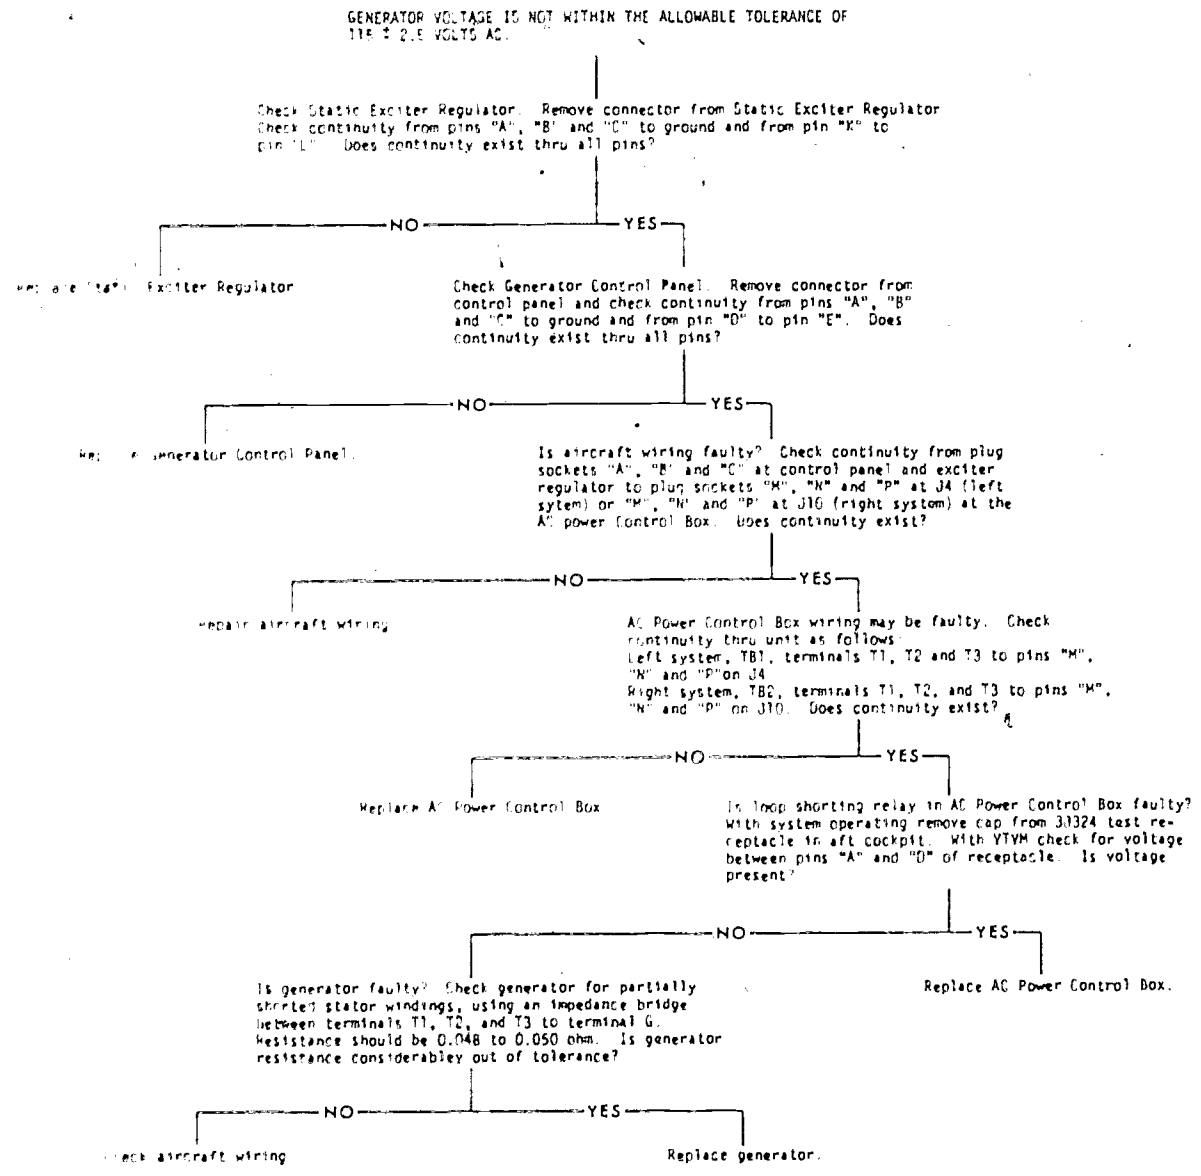 GENERATOR VOLTAGE IS NOT WITHIN THE ALLOWABLE TOLERANCE OF
115 ± 2.5 VOLTS AC.
Check Static Exciter Regulator. Remove connector from Static Exciter Regulator
Check continuity from pins "A", "B" and "C" to ground and from pin "K" to
pin "L" Does continuity exist thru all pins?
NO
YES
Exciter Regulator
Check Generator Control Panel. Remove connector from
control panel and check continuity from pins "A", "B"
and "C" to ground and from pin "D" to pin "E". Does
continuity exist thru all pins?
NO
YES
Generator Control Panel.
Is aircraft wiring faulty? Check continuity from plug
sockets "A", "B" and "C" at control panel and exciter
regulator to plug sockets "M", "N" and "P" at J4 (left
sytem) or "M", "N" and "P" at J10 (right system) at the
AC power Control Box. Does continuity exist?
NO
YES
Repair aircraft wiring
AC Power Control Box wiring may be faulty. Check
continuity thru unit as follows
Left system, TB1, terminals T1, T2 and T3 to pins "M",
"N" and "P"on J4
Right system, TB2, terminals T1, T2, and T3 to pins "M",
"N" and "P" on J10. Does continuity exist?
NO
YES
Replace AC Power Control Box
Is loop shorting relay in AC Power Control Box faulty?
With system operating remove cap from 3J324 test re-
ceptacle in aft cockpit. With VTVM check for voltage
between pins "A" and "D" of receptacle. Is voltage
present?
NO
YES
Is generator faulty? Check generator for partially
shorted stator windings, using an impedance bridge
between terminals T1, T2, and T3 to terminal G.
Resistance should be 0.048 to 0.050 ohm. Is generator
resistance considerabley out of tolerance?
Replace AC Power Control Box.
NO
YES
Check aircraft wiring
Replace generator.